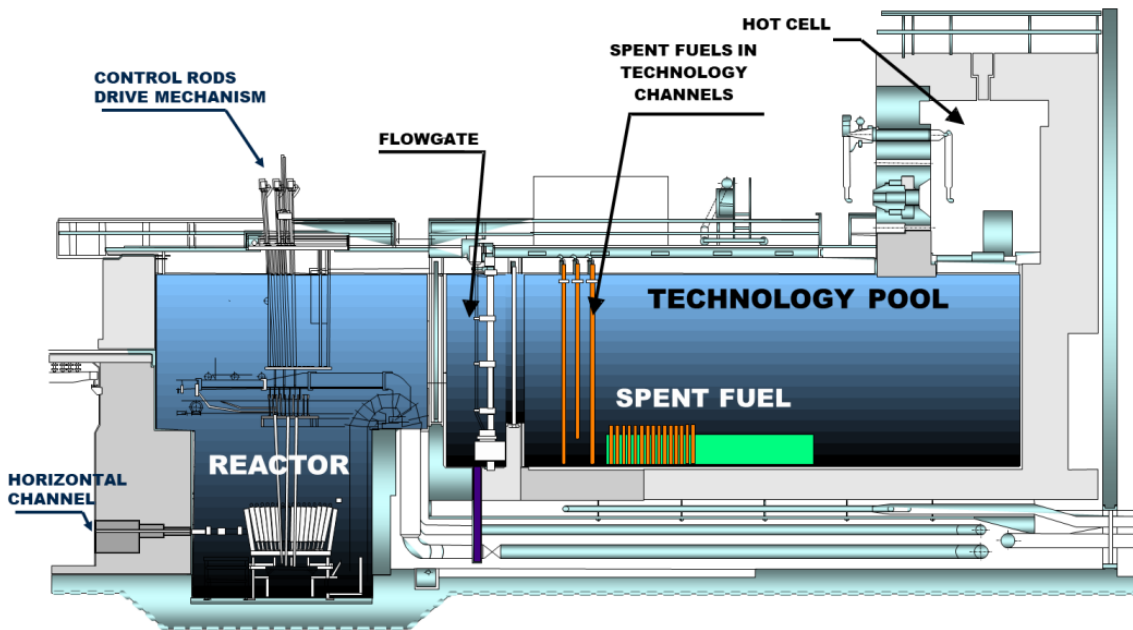 HOT CELL
SPENT FUELS IN
TECHNOLOGY
CHANNELS
CONTROL RODS
DRIVE MECHANISM
FLOWGATE
TECHNOLOGY POOL
SPENT FUEL
REACTOR
HORIZONTAL
CHANNEL